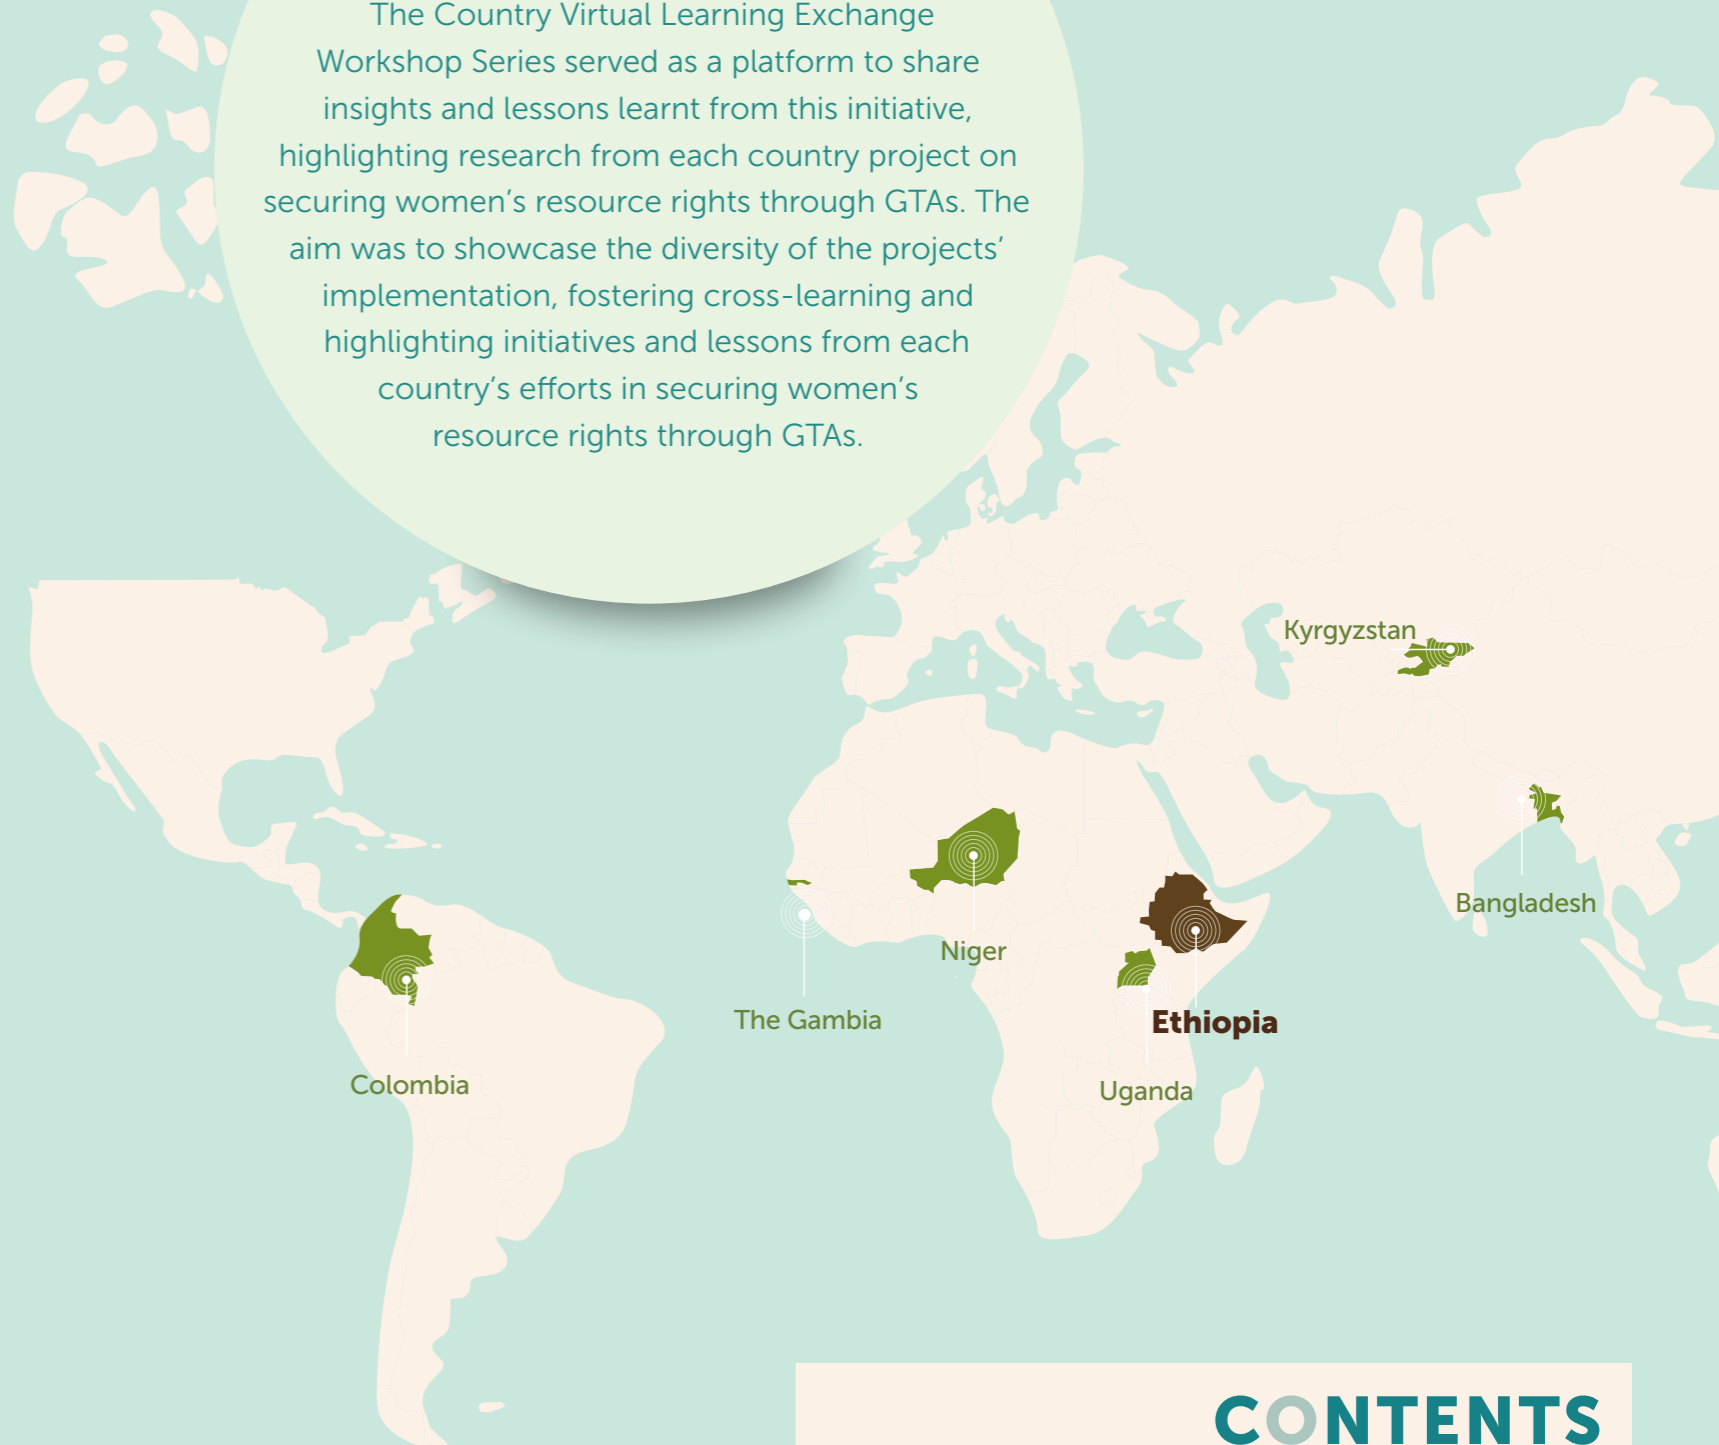 The Country Virtual Learning Exchange
Workshop Series served as a platform to share
insights and lessons learnt from this initiative,
highlighting research from each country project on
securing women’s resource rights through GTAs. The
aim was to showcase the diversity of the projects’
implementation, fostering cross-learning and
highlighting initiatives and lessons from each
country’s efforts in securing women’s
resource rights through GTAs.
Kyrgyzstan
Bangladesh
Niger
The Gambia
Ethiopia
Colombia
Uganda
CONTENTS